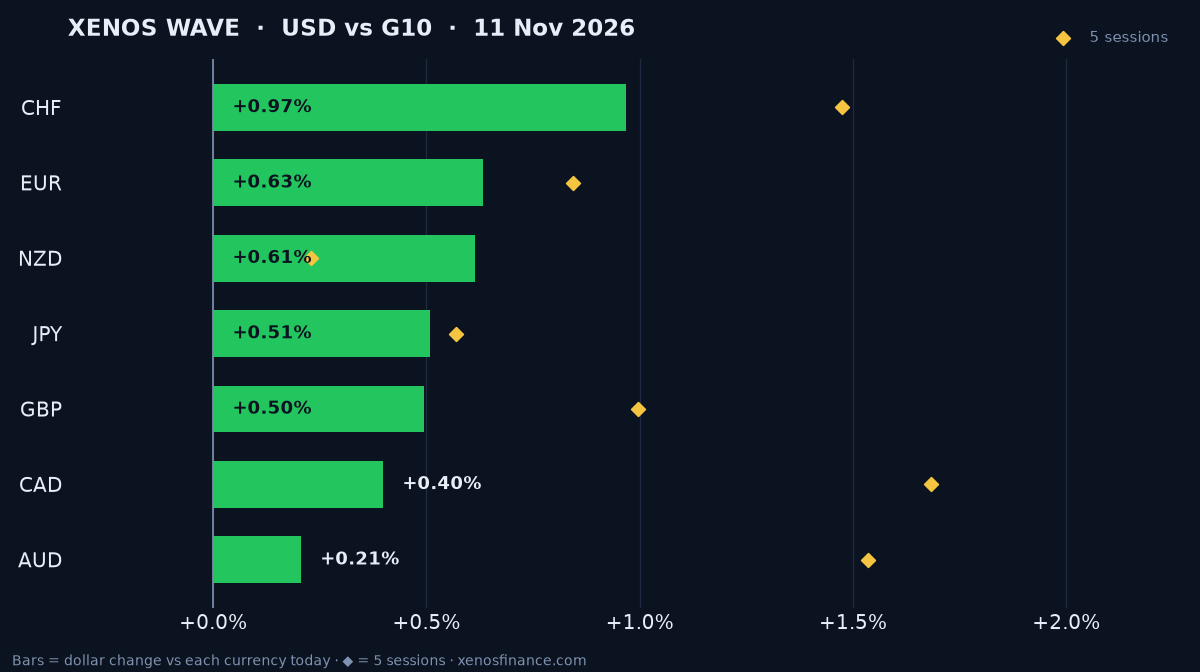 XENOS WAVE · USD vs G10 · 11 Nov 2026
◆ 5 sessions
CHF +0.97%
EUR +0.63%
NZD +0.61%
JPY +0.51%
GBP +0.50%
CAD +0.40%
AUD +0.21%
+0.0% +0.5% +1.0% +1.5% +2.0%
Bars = dollar change vs each currency today · ◆ = 5 sessions · xenosfinance.com